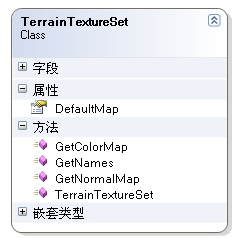 TerrainTextureSet
Class
字段
属性
DefaultMap
方法
GetColorMap
GetNames
GetNormalMap
TerrainTextureSet
嵌套类型